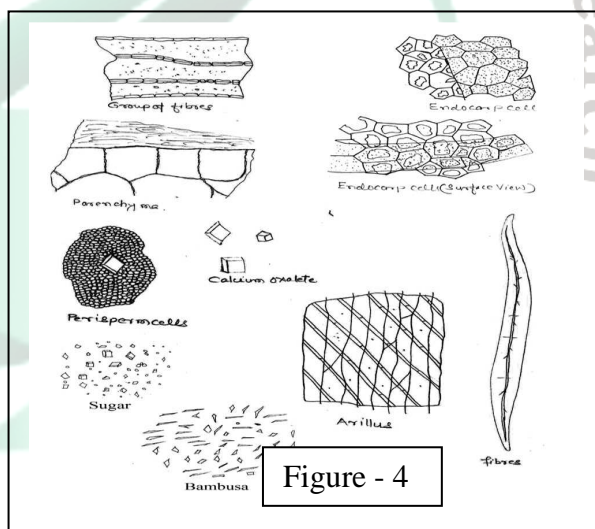 Group of fibres
Endocarp cell
Parenchyma.
Endocarp cells (Surface View)
Calcium oxalate
Perisperm cells
Sugar
Arillus
Bambusa
fibres
Figure - 4